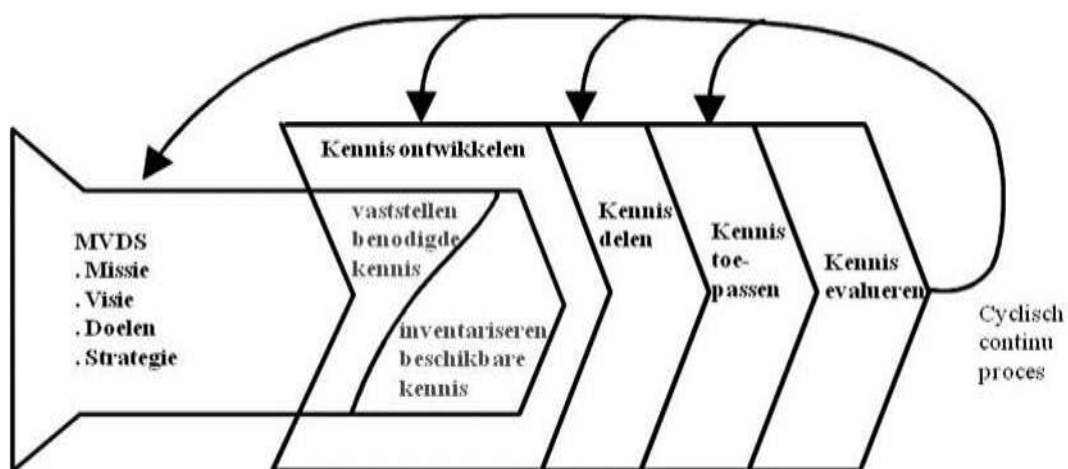 Kennis ontwikkelen
MVDS
. Missie
. Visie
. Doelen
. Strategie
vaststellen
benodigde
kennis
inventariseren
beschikbare
kennis
Kennis
delen
Kennis
toe-
passen
Kennis
evalueren
Cyclisch
continu
proces